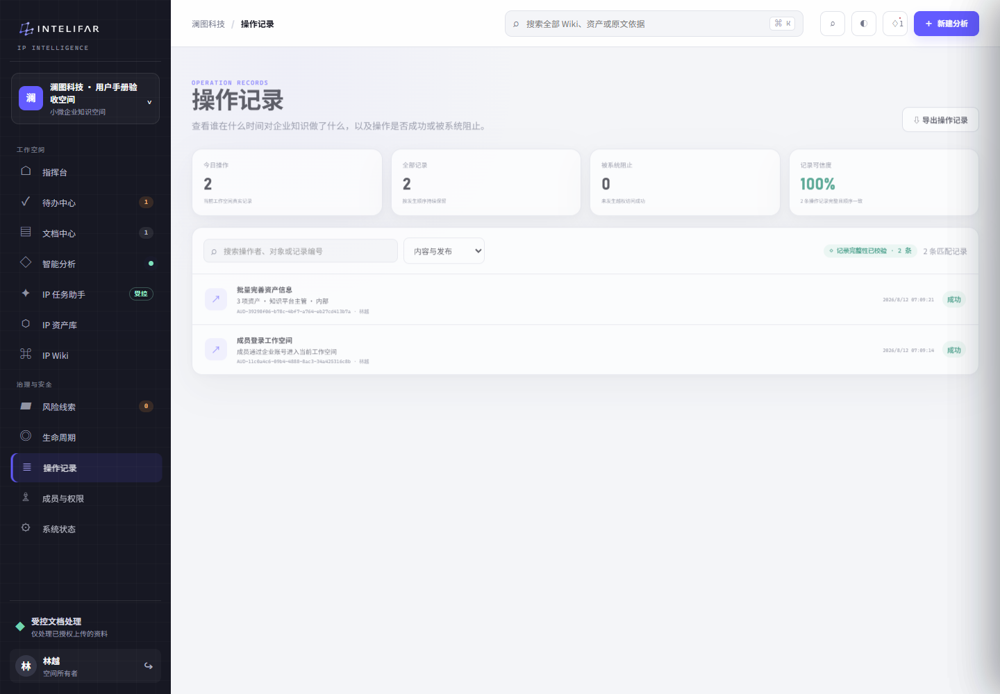 INTELIFAR
IP INTELLIGENCE
澜
澜图科技 · 用户手册验
收空间
小微企业知识空间
工作空间
指挥台
待办中心 1
文档中心 1
智能分析
IP 任务助手 受控
IP 资产库
IP Wiki
治理与安全
风险线索 0
生命周期
操作记录
成员与权限
系统状态
受控文档处理
仅处理已授权上传的资料
林
林越
空间所有者
澜图科技 / 操作记录
搜索全部 Wiki、资产或原文依据
⌘ K
1
+ 新建分析
OPERATION RECORDS
操作记录
查看谁在什么时间对企业知识做了什么，以及操作是否成功或被系统阻止。
导出操作记录
今日操作
2
当前工作空间真实记录
全部记录
2
按发生顺序持续保留
被系统阻止
0
未发生越权访问成功
记录可信度
100%
2 条操作记录完整且顺序一致
搜索操作者、对象或记录编号
内容与发布
记录完整性已校验 · 2 条
2 条匹配记录
批量完善资产信息
3 项资产 · 知识平台主管 · 内部
AUD-39298f06-b78c-4bf7-a764-eb27cd413b7a · 林越
2026/8/12 07:09:21
成功
成员登录工作空间
成员通过企业账号进入当前工作空间
AUD-11c0a4c6-09b4-4888-8ac3-34a425316c8b · 林越
2026/8/12 07:09:14
成功